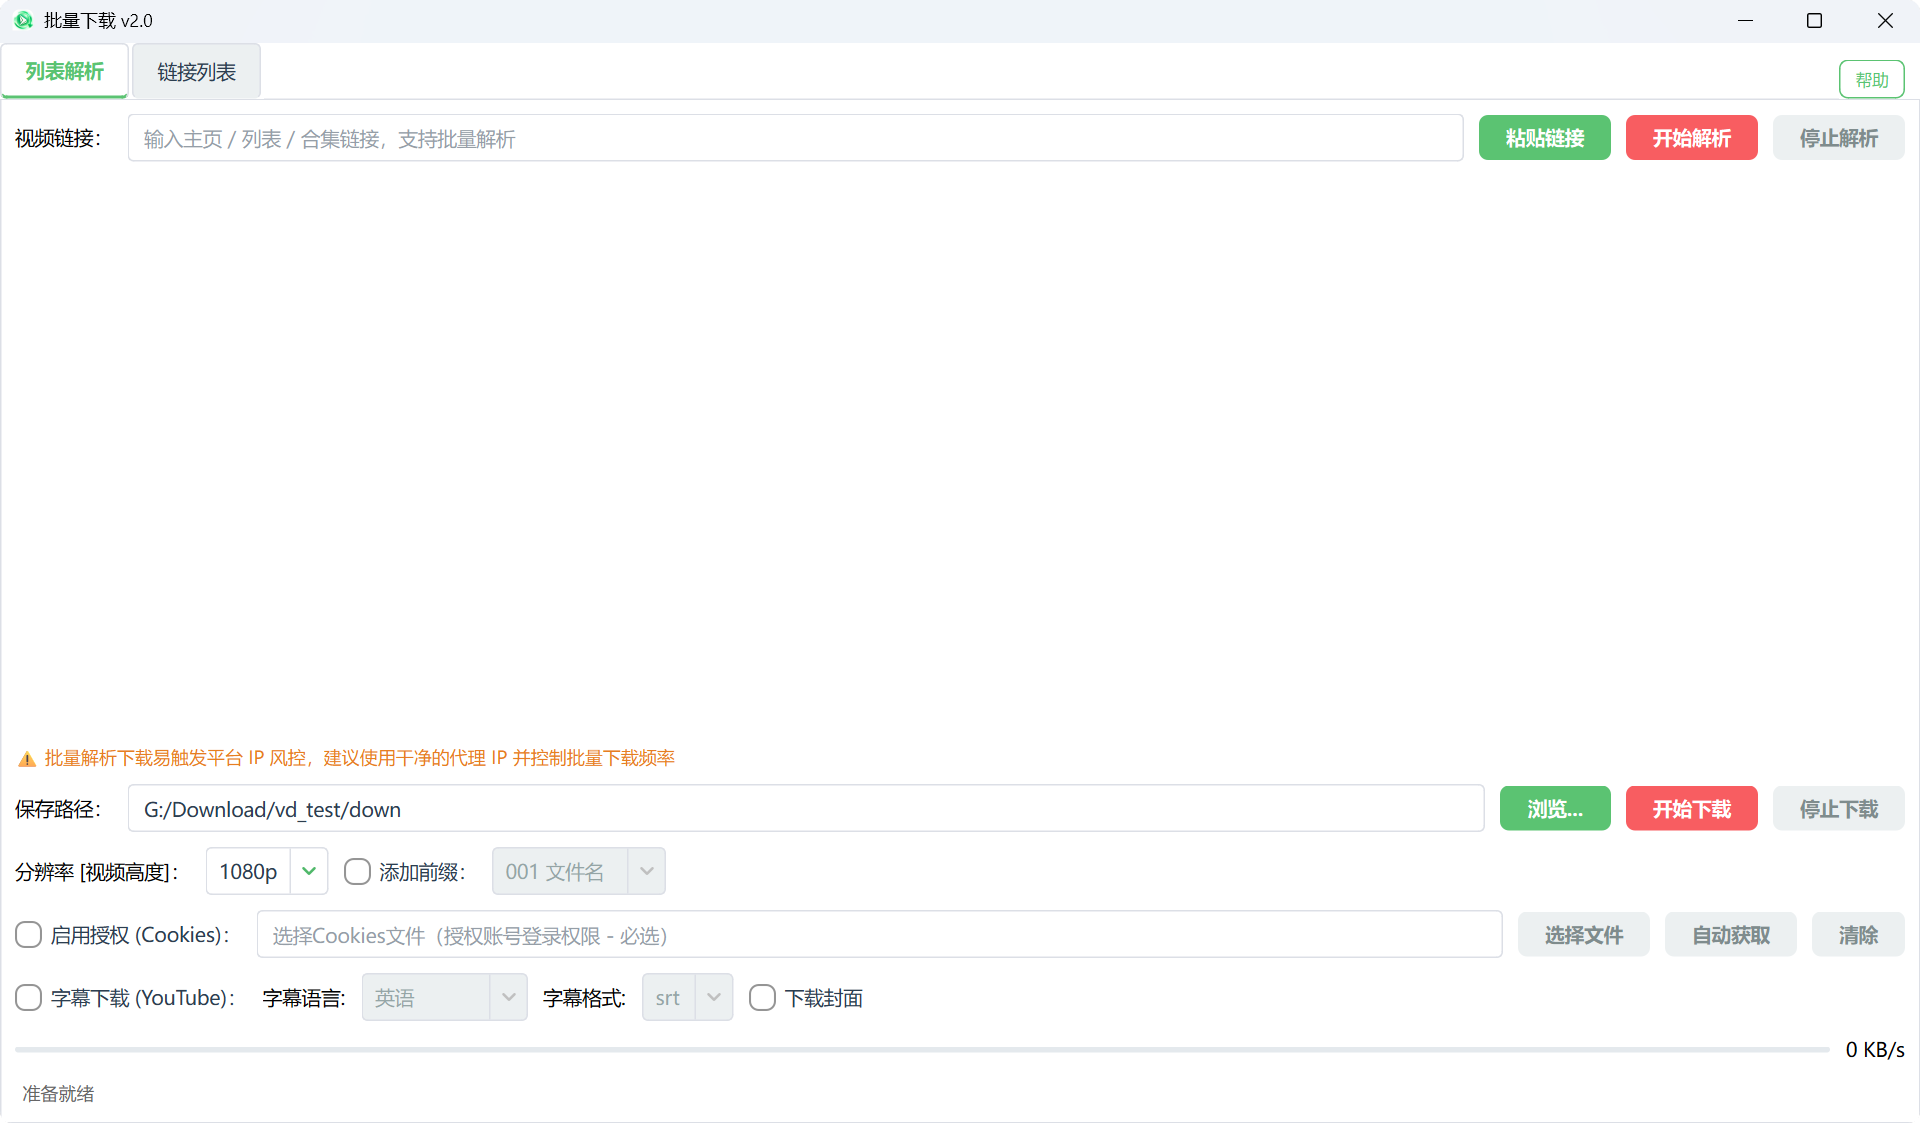 批量下载 v2.0
列表解析 链接列表
帮助
视频链接： 输入主页 / 列表 / 合集链接，支持批量解析 粘贴链接 开始解析 停止解析
批量解析下载易触发平台 IP 风控，建议使用干净的代理 IP 并控制批量下载频率
保存路径： G:/Download/vd_test/down 浏览... 开始下载 停止下载
分辨率 [视频高度]： 1080p 添加前缀： 001 文件名
启用授权 (Cookies)： 选择Cookies文件（授权账号登录权限 - 必选） 选择文件 自动获取 清除
字幕下载 (YouTube)： 字幕语言: 英语 字幕格式: srt 下载封面
0 KB/s
准备就绪